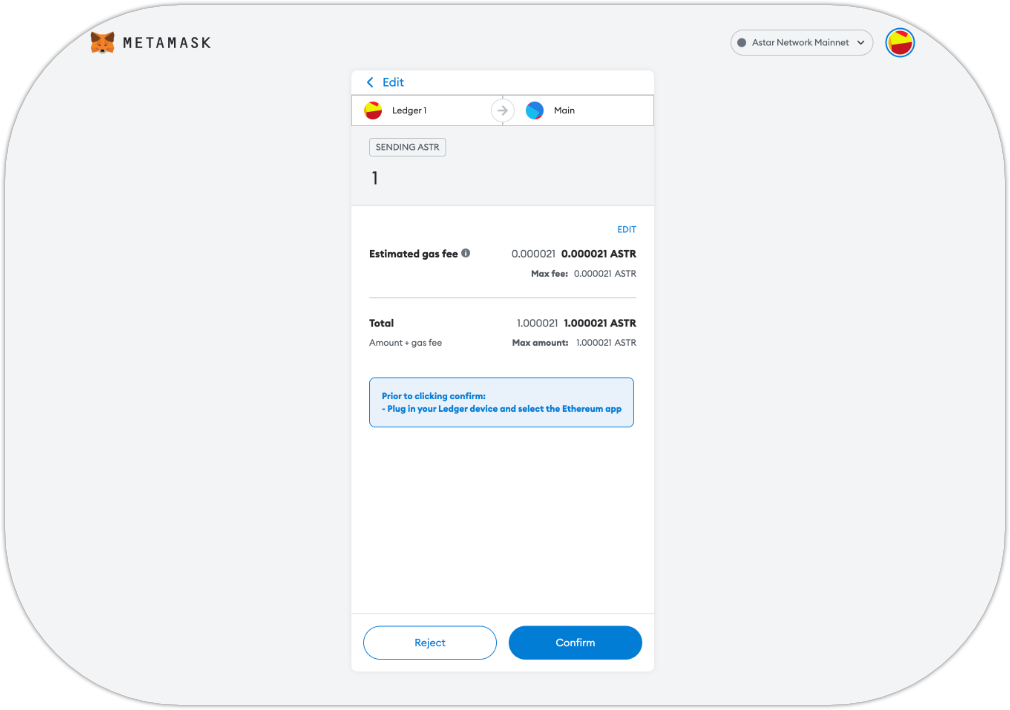 METAMASK
Astar Network Mainnet
Edit
Ledger 1
Main
SENDING ASTR
1
EDIT
Estimated gas fee 0.000021 0.000021 ASTR
Max fee: 0.000021 ASTR
Total 1.000021 1.000021 ASTR
Amount + gas fee Max amount: 1.000021 ASTR
Prior to clicking confirm:
- Plug in your Ledger device and select the Ethereum app
Reject
Confirm